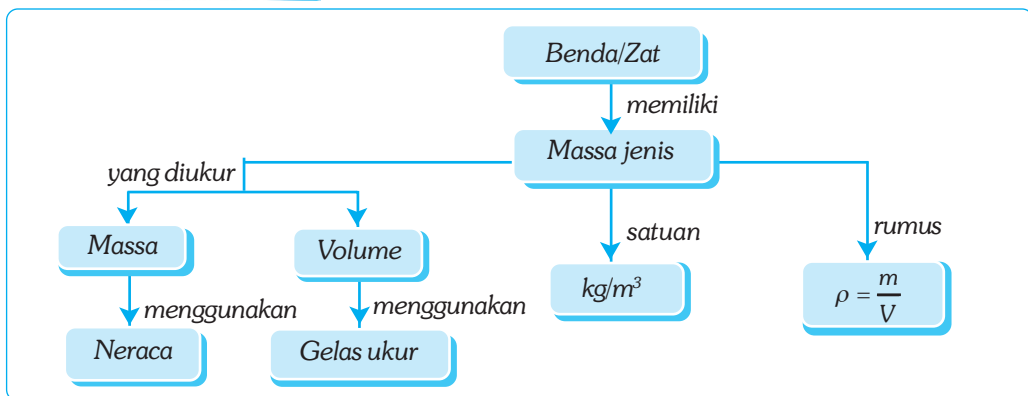 Benda/Zat
memiliki
Massa jenis
yang diukur
Massa
Volume
satuan
rumus
kg/m³
ρ = m/V
menggunakan
menggunakan
Neraca
Gelas ukur